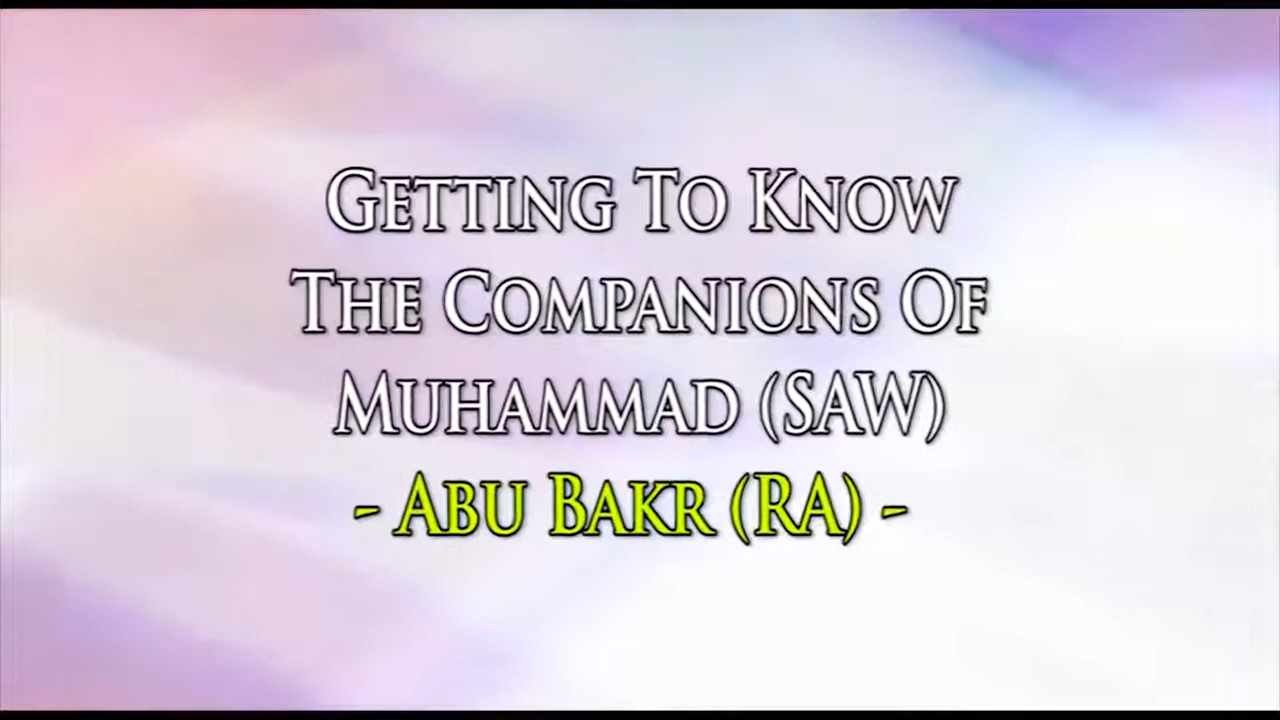 Getting To Know
The Companions Of
Muhammad (SAW)
- Abu Bakr (RA) -